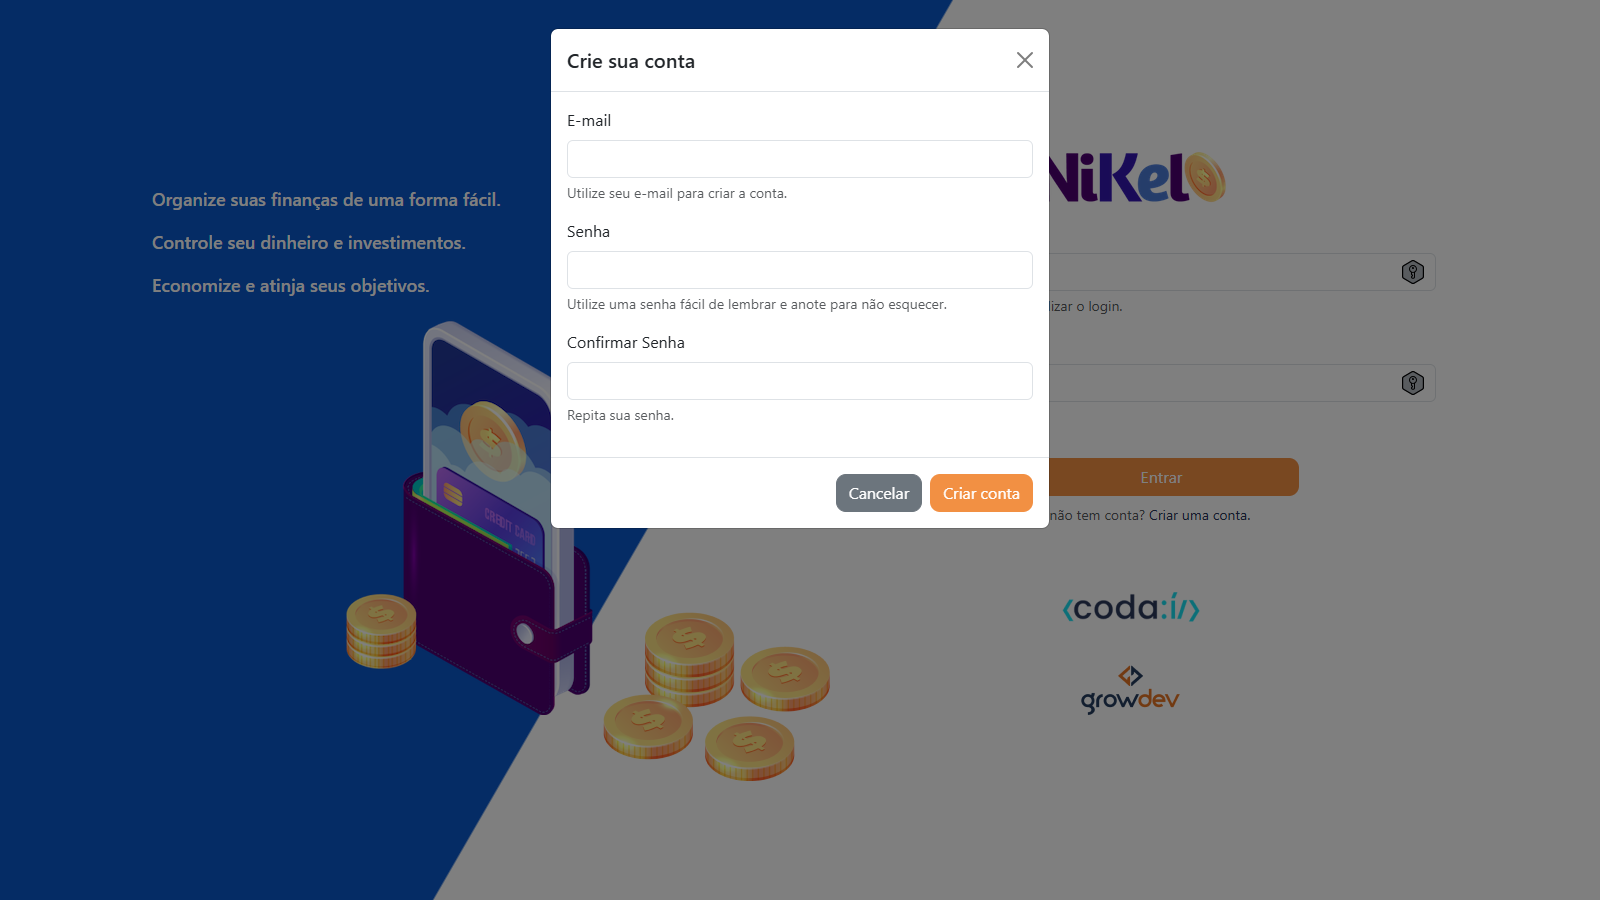 Crie sua conta
E-mail
Utilize seu e-mail para criar a conta.
Senha
Utilize uma senha fácil de lembrar e anote para não esquecer.
Confirmar Senha
Repita sua senha.
Cancelar
Criar conta
Organize suas finanças de uma forma fácil.
Controle seu dinheiro e investimentos.
Economize e atinja seus objetivos.
CREDIT CARD
NiKel
o login.
Entrar
não tem conta? Criar uma conta.
coda:í/>
growdev